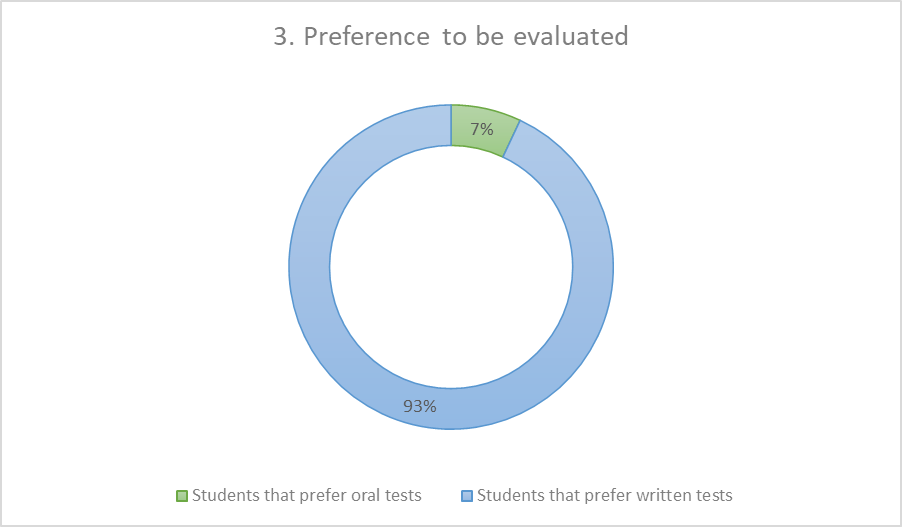 3. Preference to be evaluated
7%
93%
Students that prefer oral tests
Students that prefer written tests